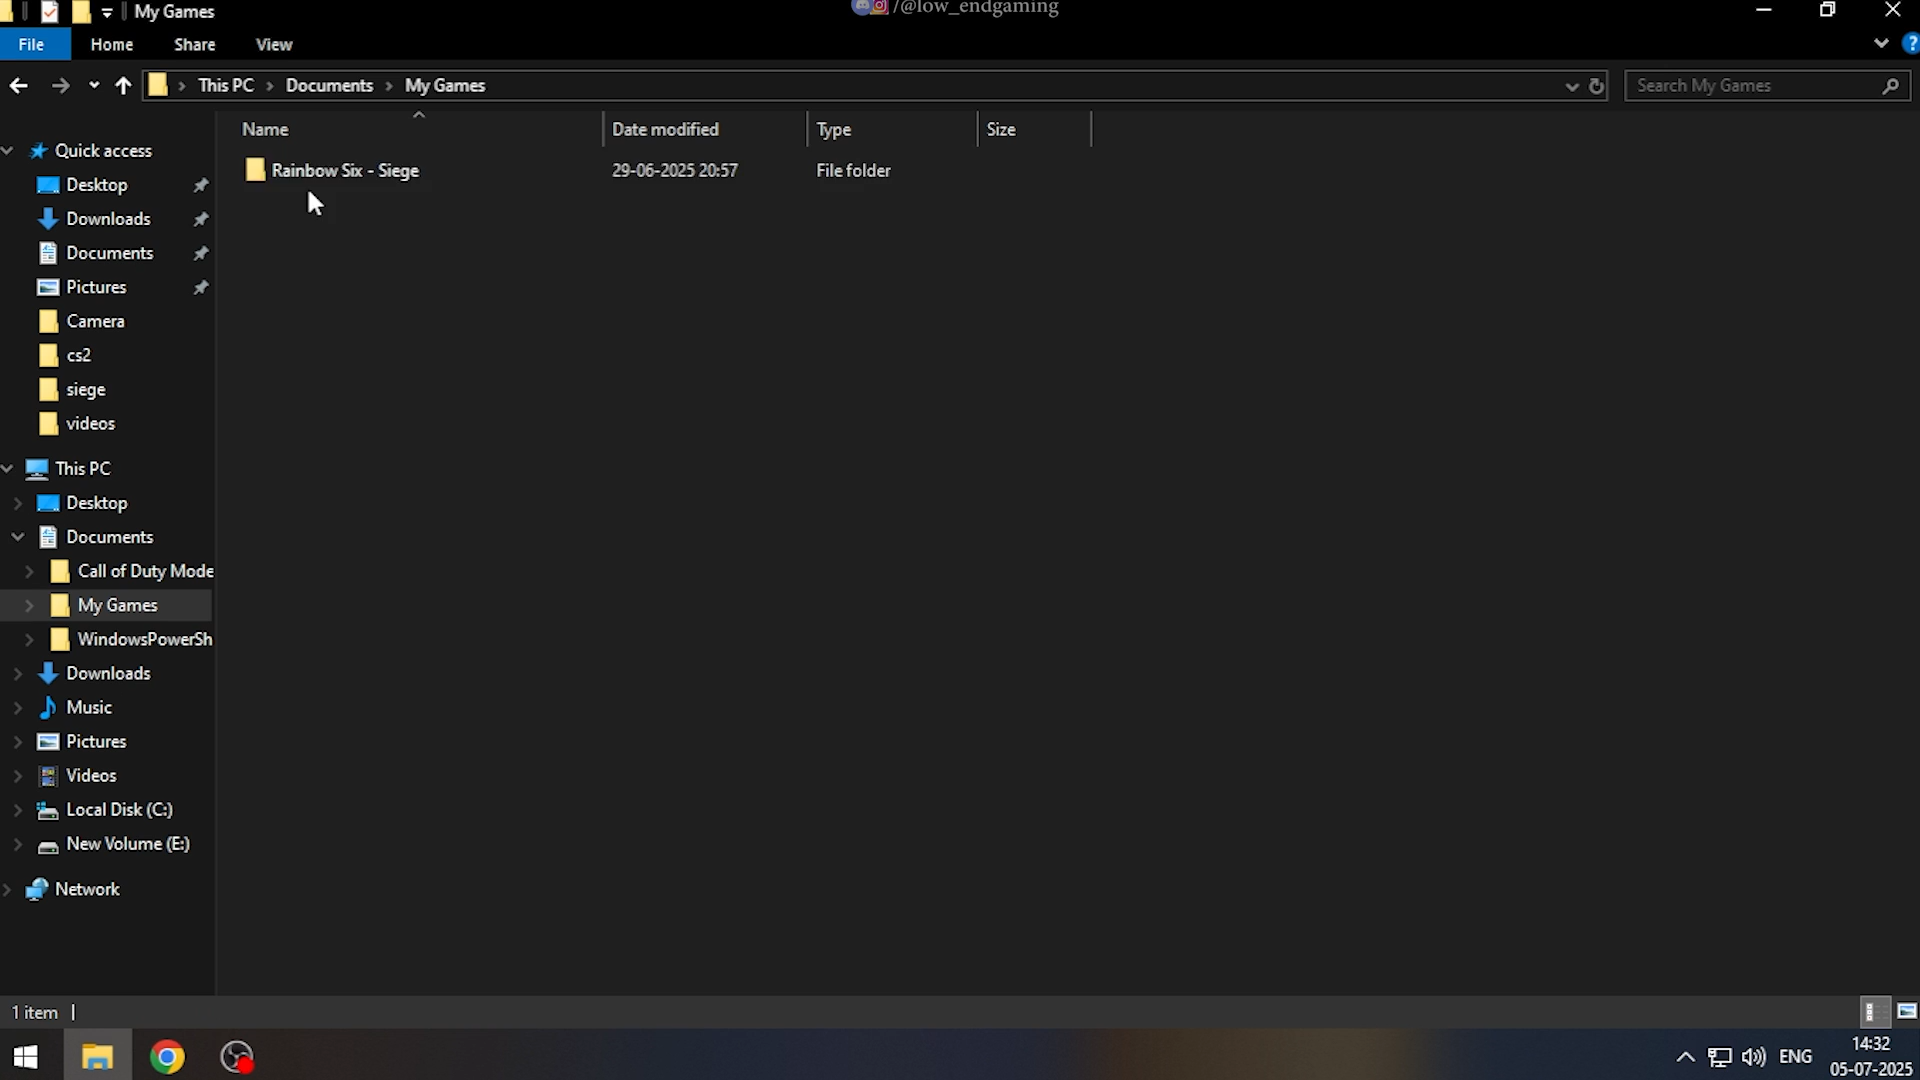 My Games
/@low_endgaming
File Home Share View
This PC Documents My Games
Search My Games
Name Date modified Type Size
Rainbow Six - Siege 29-06-2025 20:57 File folder
Quick access
Desktop
Downloads
Documents
Pictures
Camera
cs2
siege
videos
This PC
Desktop
Documents
Call of Duty Mode
My Games
WindowsPowerSh
Downloads
Music
Pictures
Videos
Local Disk (C:)
New Volume (E:)
Network
1 item
ENG
14:32
05-07-2025